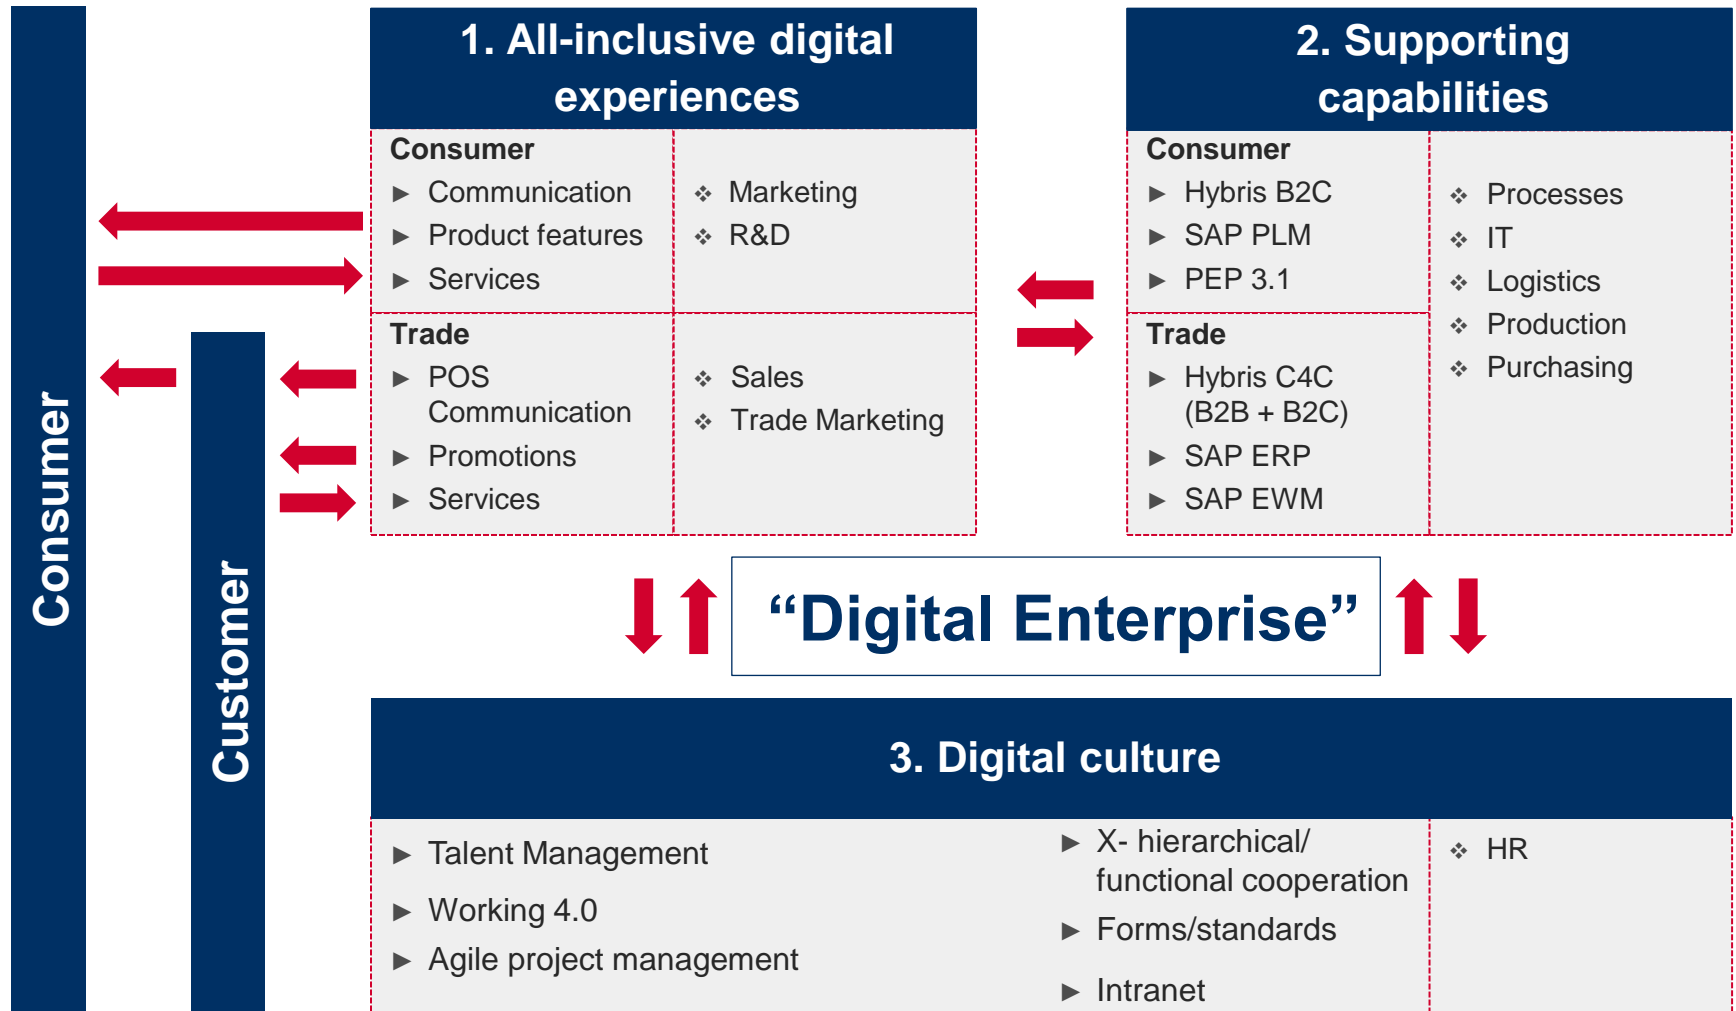 Consumer
Customer
1. All-inclusive digital
experiences
Consumer
► Communication
► Product features
► Services
❖ Marketing
❖ R&D
Trade
► POS
Communication
► Promotions
► Services
❖ Sales
❖ Trade Marketing
2. Supporting
capabilities
Consumer
► Hybris B2C
► SAP PLM
► PEP 3.1
Trade
► Hybris C4C
(B2B + B2C)
► SAP ERP
► SAP EWM
❖ Processes
❖ IT
❖ Logistics
❖ Production
❖ Purchasing
“Digital Enterprise”
3. Digital culture
► Talent Management
► Working 4.0
► Agile project management
► X- hierarchical/
functional cooperation
► Forms/standards
► Intranet
❖ HR